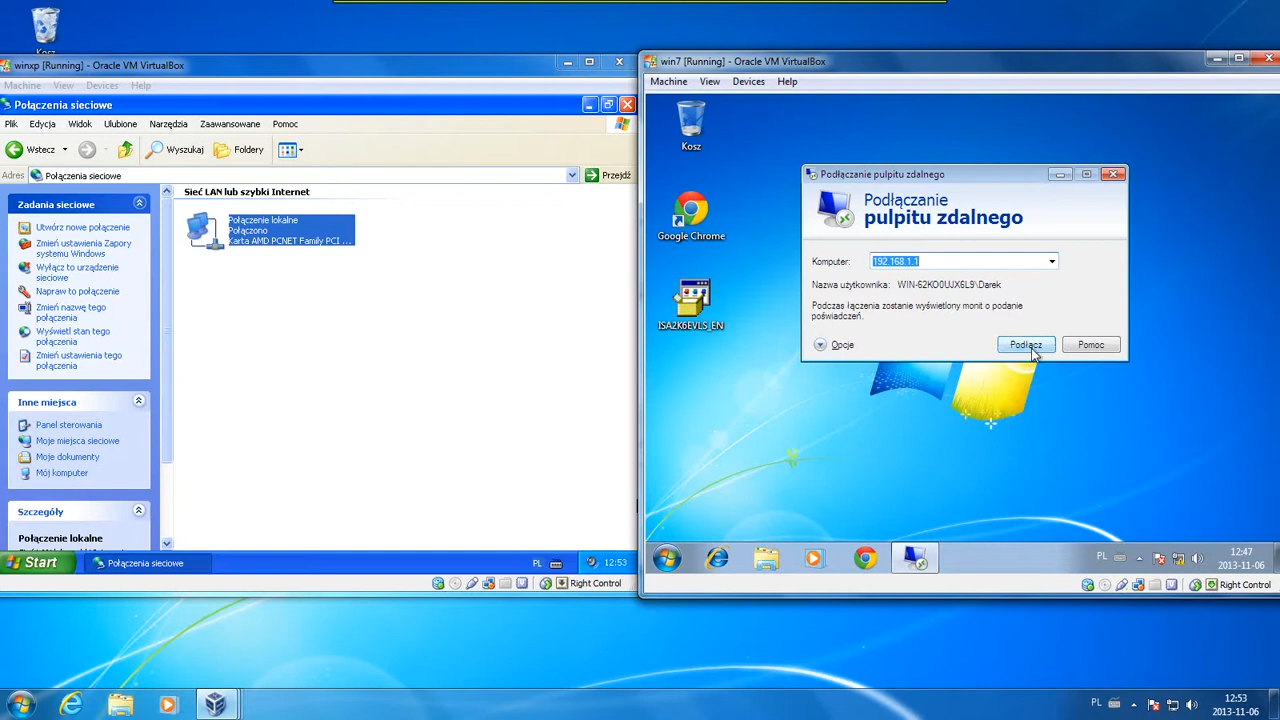 Kosz
winxp [Running] - Oracle VM VirtualBox
Machine View Devices Help
Połączenia sieciowe
Plik Edycja Widok Ulubione Narzędzia Zaawansowane Pomoc
Wstecz Wyszukaj Foldery
Adres Połączenia sieciowe Przejdź
Zadania sieciowe
Utwórz nowe połączenie
Zmień ustawienia Zapory
systemu Windows
Wyłącz to urządzenie
sieciowe
Napraw to połączenie
Zmień nazwę tego
połączenia
Wyświetl stan tego
połączenia
Zmień ustawienia tego
połączenia
Inne miejsca
Panel sterowania
Moje miejsca sieciowe
Moje dokumenty
Mój komputer
Szczegóły
Połączenie lokalne
Sieć LAN lub szybki Internet
Połączenie lokalne
Połączono
Karta AMD PCNET Family PCI ...
Start Połączenia sieciowe PL 12:53
Right Control
win7 [Running] - Oracle VM VirtualBox
Machine View Devices Help
Kosz
Google Chrome
ISA2K6EVLS_EN
Podłączanie pulpitu zdalnego
Podłączanie
pulpitu zdalnego
Komputer: 192.168.1.1
Nazwa użytkownika: WIN-62KO0UJX6L9\Darek
Podczas łączenia zostanie wyświetlony monit o podanie
poświadczeń.
Opcje Podłącz Pomoc
PL 12:47
2013-11-06
Right Control
PL 12:53
2013-11-06